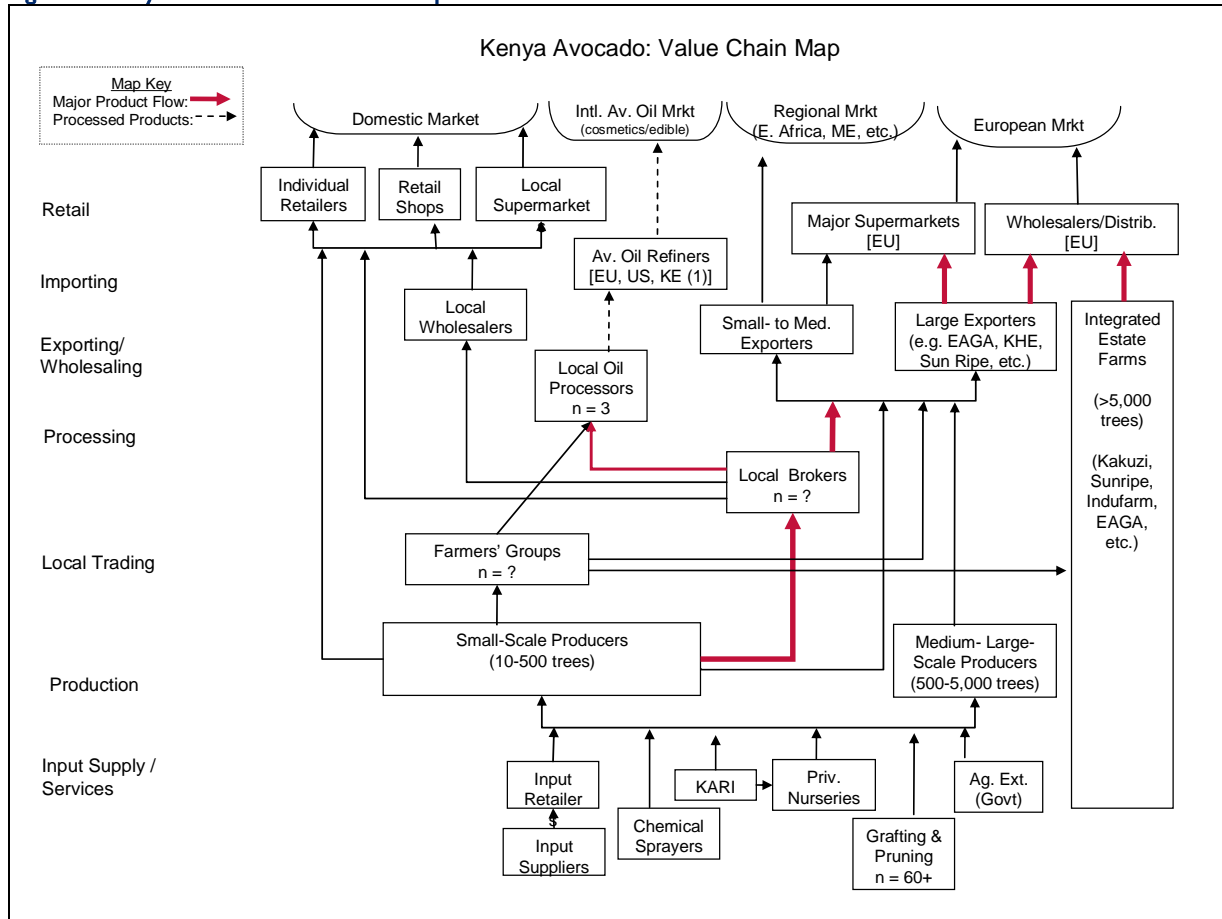 Kenya Avocado: Value Chain Map
Map Key
Major Product Flow:
Processed Products:
Domestic Market
Intl. Av. Oil Mrkt
(cosmetics/edible)
Regional Mrkt
(E. Africa, ME, etc.)
European Mrkt
Retail
Individual
Retailers
Retail
Shops
Local
Supermarket
s
Major Supermarkets
[EU]
Wholesalers/Distrib.
[EU]
Importing
Av. Oil Refiners
[EU, US, KE (1)]
Exporting/
Wholesaling
Local
Wholesalers
Small- to Med.
Exporters
Large Exporters
(e.g. EAGA, KHE,
Sun Ripe, etc.)
Integrated
Estate
Farms
(>5,000
trees)
(Kakuzi,
Sunripe,
Indufarm,
EAGA,
etc.)
Local Oil
Processors
n = 3
Processing
Local Brokers
n = ?
Local Trading
Farmers' Groups
n = ?
Production
Small-Scale Producers
(10-500 trees)
Medium- Large-
Scale Producers
(500-5,000 trees)
Input Supply /
Services
Input
Retailer
s
Input
Suppliers
Chemical
Sprayers
KARI
Priv.
Nurseries
Grafting &
Pruning
n = 60+
Ag. Ext.
(Govt)